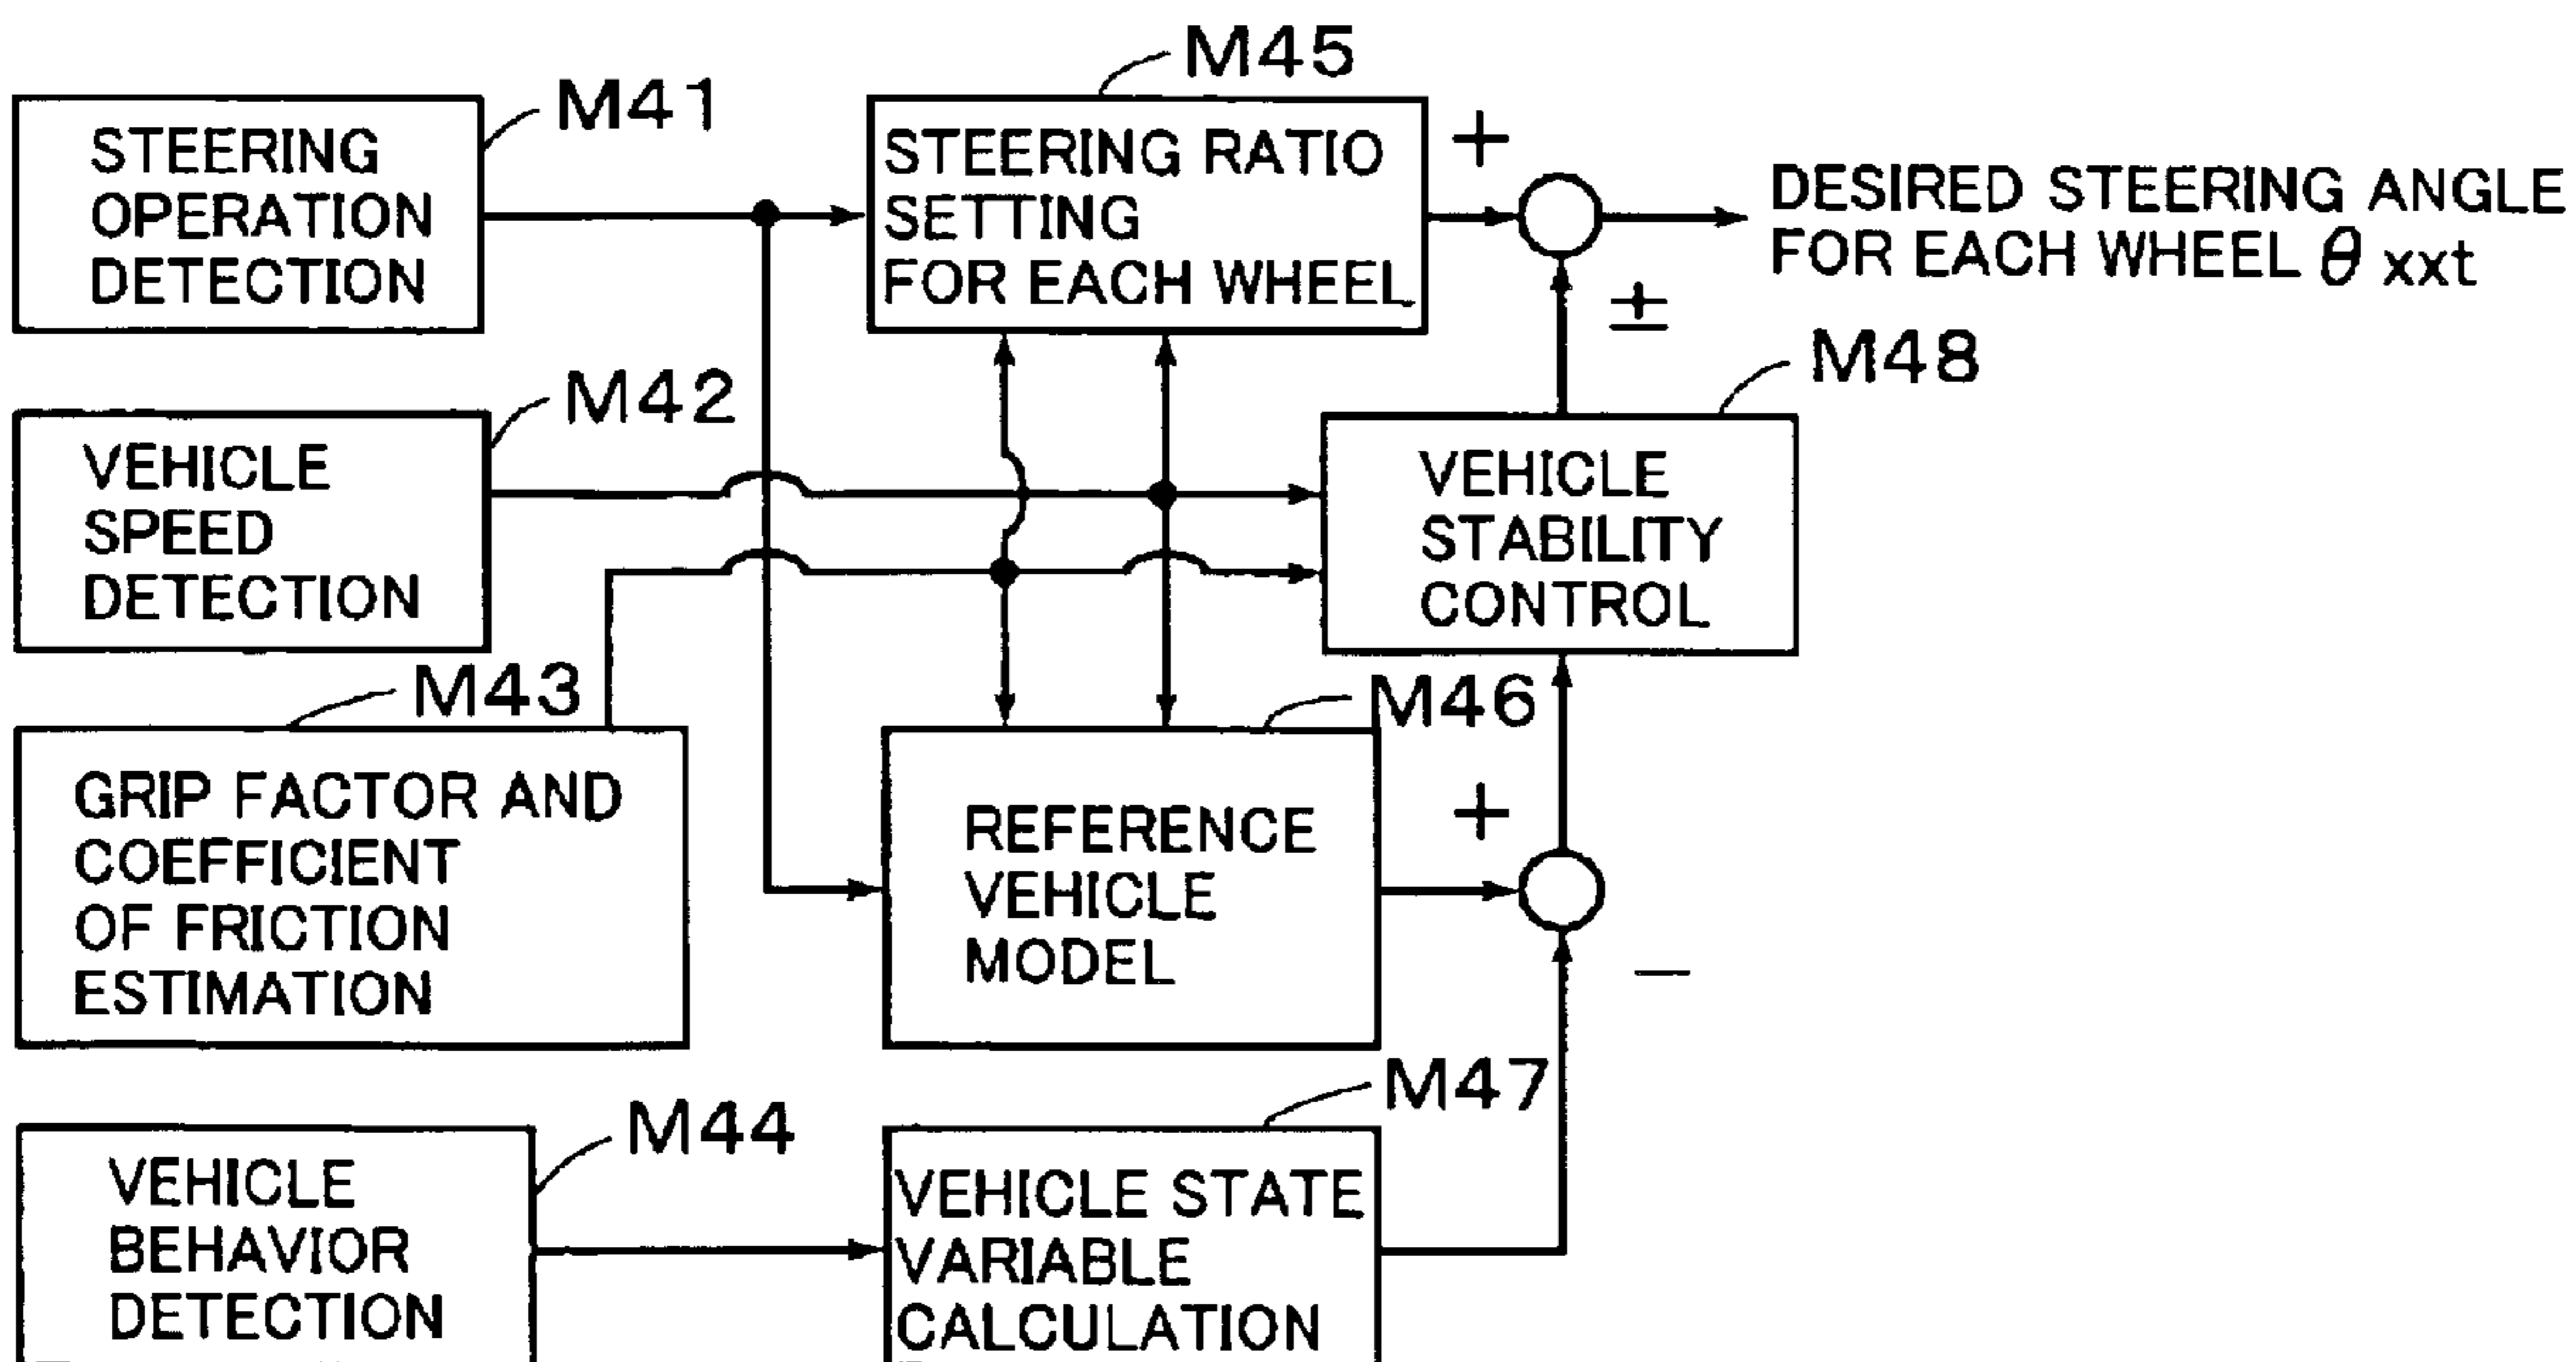 M45
M41
STEERING
OPERATION
DETECTION
STEERING RATIO
SETTING
FOR EACH WHEEL
+
DESIRED STEERING ANGLE
FOR EACH WHEEL θ xxt
±
M42
VEHICLE
SPEED
DETECTION
M48
VEHICLE
STABILITY
CONTROL
M43
GRIP FACTOR AND
COEFFICIENT
OF FRICTION
ESTIMATION
M46
REFERENCE
VEHICLE
MODEL
+
−
M44
VEHICLE
BEHAVIOR
DETECTION
M47
VEHICLE STATE
VARIABLE
CALCULATION